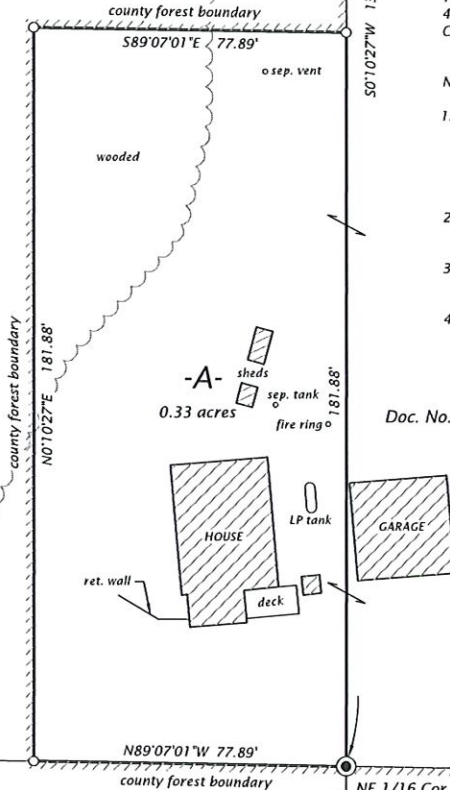 county forest boundary
S89°07'01"E 77.89'
S0°10'27"W
sep. vent
wooded
county forest boundary
N0°10'27"E 181.88'
181.88'
sheds
-A-
0.33 acres
sep. tank
fire ring
Doc. No.
LP tank
HOUSE
GARAGE
ret. wall
deck
N89°07'01"W 77.89'
county forest boundary
NE 1/16 Cor